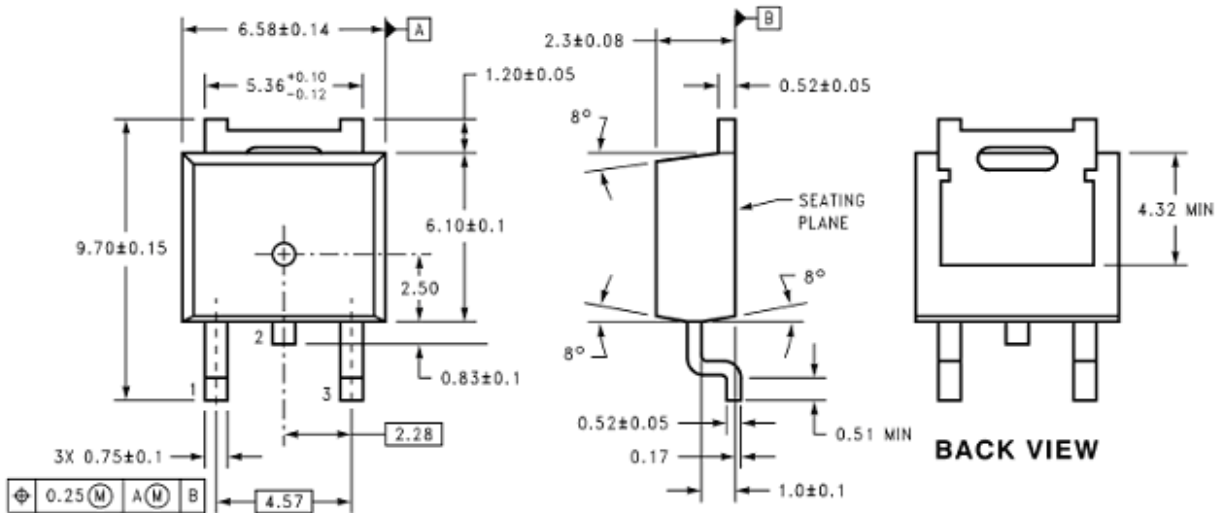 6.58±0.14
A
5.36 +0.10 -0.12
1.20±0.05
9.70±0.15
6.10±0.1
2.50
2
0.83±0.1
1
3
2.28
3X 0.75±0.1
⌖ 0.25 Ⓜ A Ⓜ B
4.57
B
2.3±0.08
0.52±0.05
8°
SEATING
PLANE
8°
8°
0.52±0.05
0.51 MIN
0.17
1.0±0.1
4.32 MIN
BACK VIEW